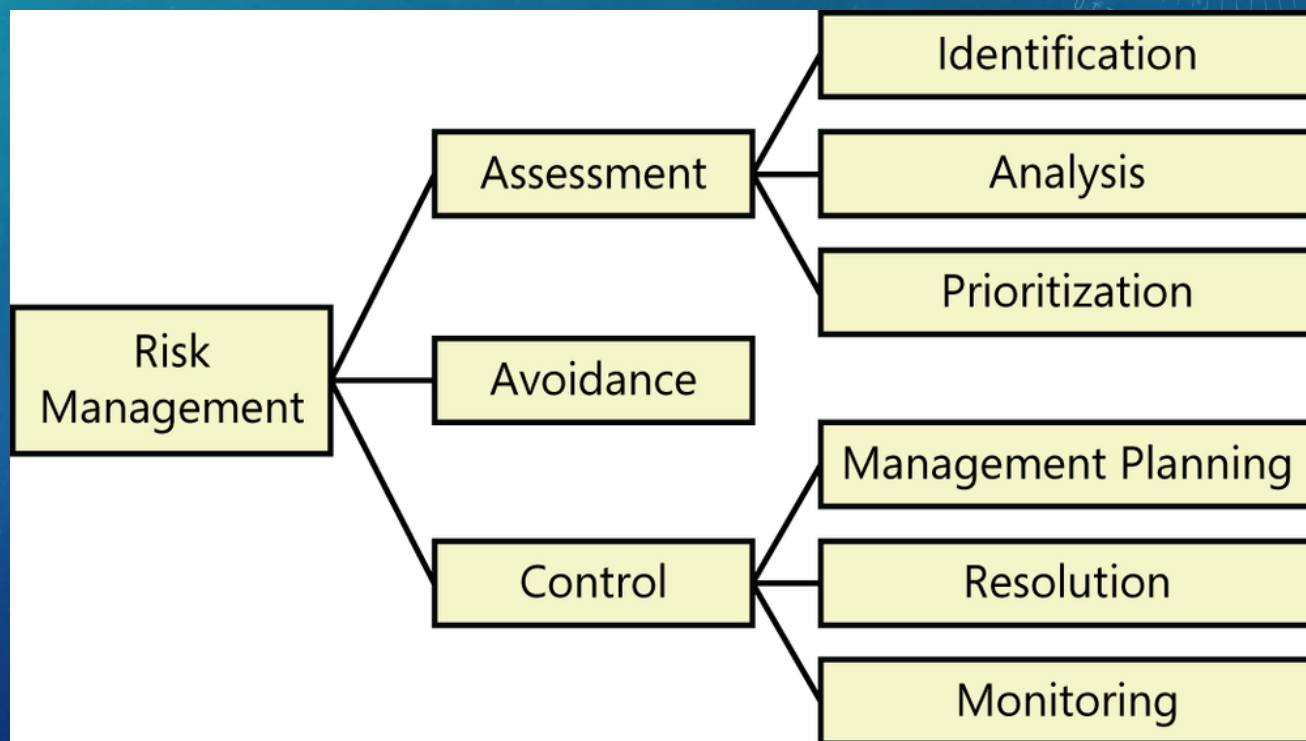 Identification
Assessment
Analysis
Prioritization
Risk
Management
Avoidance
Management Planning
Control
Resolution
Monitoring